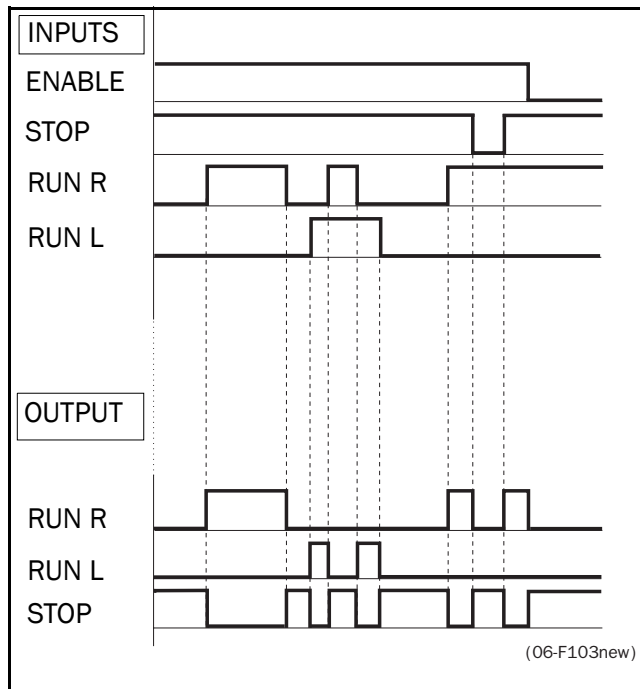 INPUTS
ENABLE
STOP
RUN R
RUN L
OUTPUT
RUN R
RUN L
STOP
(06-F103new)